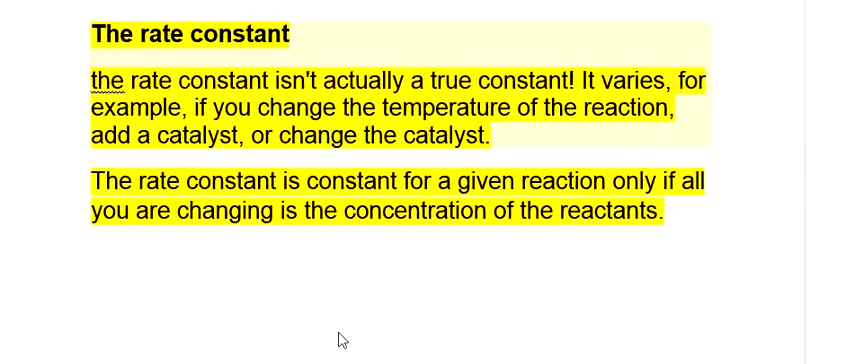 The rate constant
the rate constant isn't actually a true constant! It varies, for
example, if you change the temperature of the reaction,
add a catalyst, or change the catalyst.
The rate constant is constant for a given reaction only if all
you are changing is the concentration of the reactants.